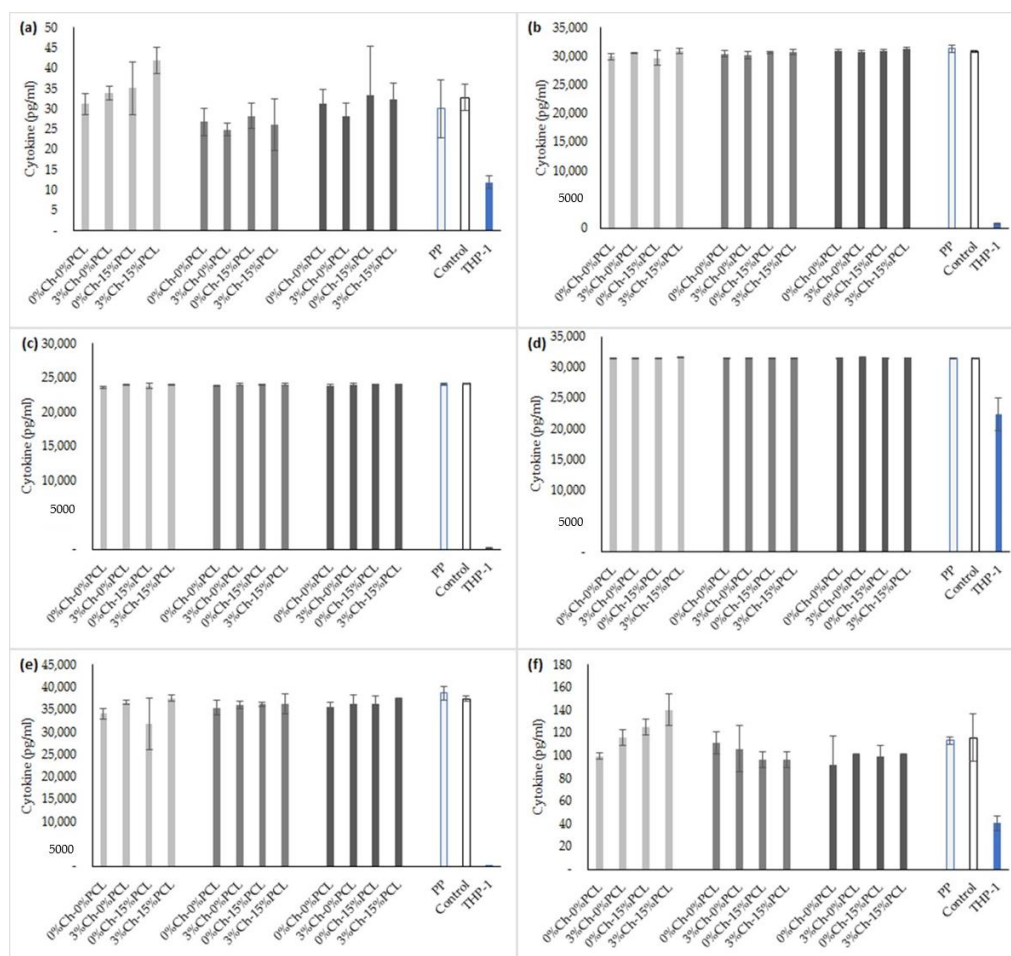 (a)
Cytokine (pg/ml)
50
45
40
35
30
25
20
15
10
5
-
0%Ch-0%PCL
3%Ch-0%PCL
0%Ch-15%PCL
3%Ch-15%PCL
0%Ch-0%PCL
3%Ch-0%PCL
0%Ch-15%PCL
3%Ch-15%PCL
0%Ch-0%PCL
3%Ch-0%PCL
0%Ch-15%PCL
3%Ch-15%PCL
PP
Control
THP-1
(b)
Cytokine (pg/ml)
35,000
30,000
25,000
20,000
15,000
10,000
5000
0
0%Ch-0%PCL
3%Ch-0%PCL
0%Ch-15%PCL
3%Ch-15%PCL
0%Ch-0%PCL
3%Ch-0%PCL
0%Ch-15%PCL
3%Ch-15%PCL
0%Ch-0%PCL
3%Ch-0%PCL
0%Ch-15%PCL
3%Ch-15%PCL
PP
Control
THP-1
(c)
Cytokine (pg/ml)
30,000
25,000
20,000
15,000
10,000
5000
-
0%Ch-0%PCL
3%Ch-0%PCL
0%Ch-15%PCL
3%Ch-15%PCL
0%Ch-0%PCL
3%Ch-0%PCL
0%Ch-15%PCL
3%Ch-15%PCL
0%Ch-0%PCL
3%Ch-0%PCL
0%Ch-15%PCL
3%Ch-15%PCL
PP
Control
THP-1
(d)
Cytokine (pg/ml)
35,000
30,000
25,000
20,000
15,000
10,000
5000
-
0%Ch-0%PCL
3%Ch-0%PCL
0%Ch-15%PCL
3%Ch-15%PCL
0%Ch-0%PCL
3%Ch-0%PCL
0%Ch-15%PCL
3%Ch-15%PCL
0%Ch-0%PCL
3%Ch-0%PCL
0%Ch-15%PCL
3%Ch-15%PCL
PP
Control
THP-1
(e)
Cytokine (pg/ml)
45,000
40,000
35,000
30,000
25,000
20,000
15,000
10,000
5000
-
0%Ch-0%PCL
3%Ch-0%PCL
0%Ch-15%PCL
3%Ch-15%PCL
0%Ch-0%PCL
3%Ch-0%PCL
0%Ch-15%PCL
3%Ch-15%PCL
0%Ch-0%PCL
3%Ch-0%PCL
0%Ch-15%PCL
3%Ch-15%PCL
PP
Control
THP-1
(f)
Cytokine (pg/ml)
180
160
140
120
100
80
60
40
20
-
0%Ch-0%PCL
3%Ch-0%PCL
0%Ch-15%PCL
3%Ch-15%PCL
0%Ch-0%PCL
3%Ch-0%PCL
0%Ch-15%PCL
3%Ch-15%PCL
0%Ch-0%PCL
3%Ch-0%PCL
0%Ch-15%PCL
3%Ch-15%PCL
PP
Control
THP-1